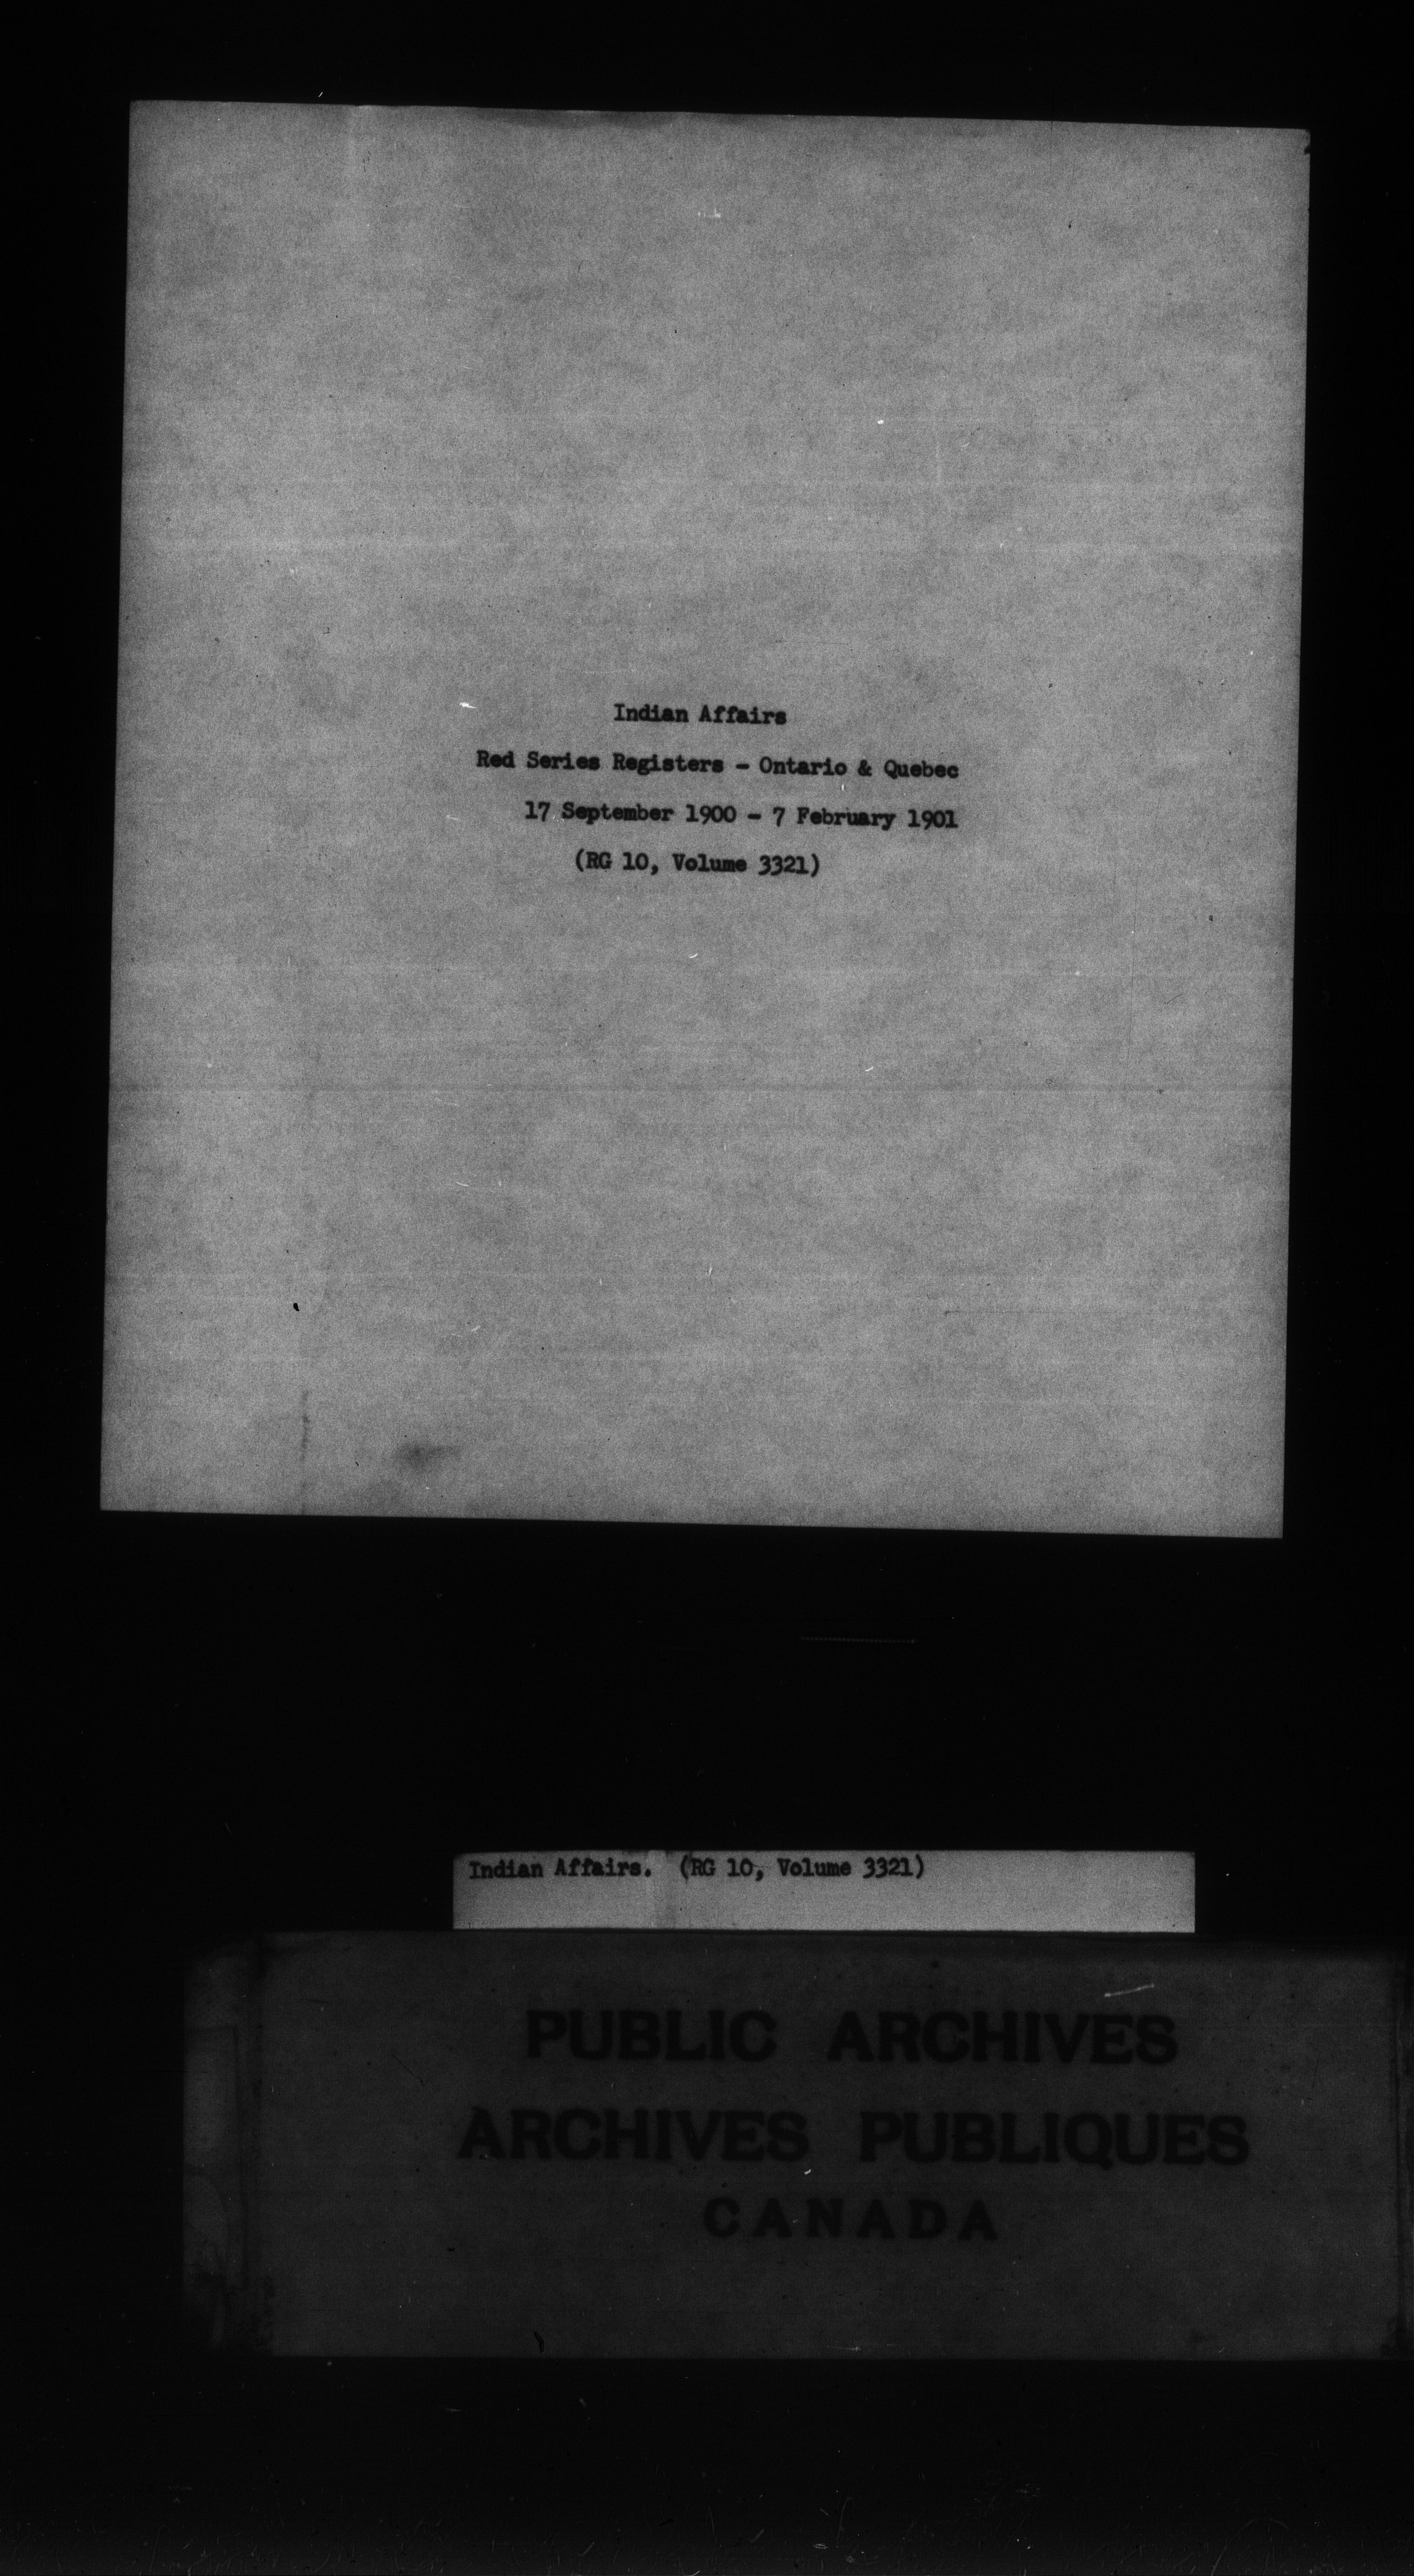 Indian Affairs
Red Series Registers - Ontario & Quebec
17 September 1900 - 7 February 1901
(RG 10, Volume 3321)
Indian Affairs. (RG 10, Volume 3321)
PUBLIC ARCHIVES
ARCHIVES PUBLIQUES
CANADA